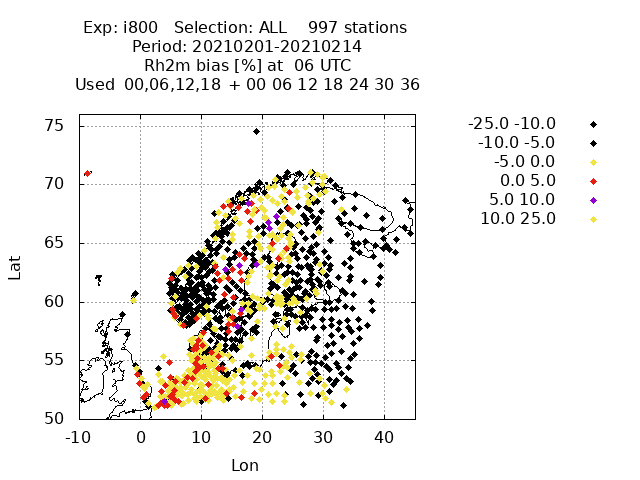 Exp: i800 Selection: ALL 997 stations
Period: 20210201-20210214
Rh2m bias [%] at 06 UTC
Used 00,06,12,18 + 00 06 12 18 24 30 36
-25.0 -10.0
-10.0 -5.0
-5.0 0.0
0.0 5.0
5.0 10.0
10.0 25.0
75
70
65
60
55
50
Lat
-10 0 10 20 30 40
Lon